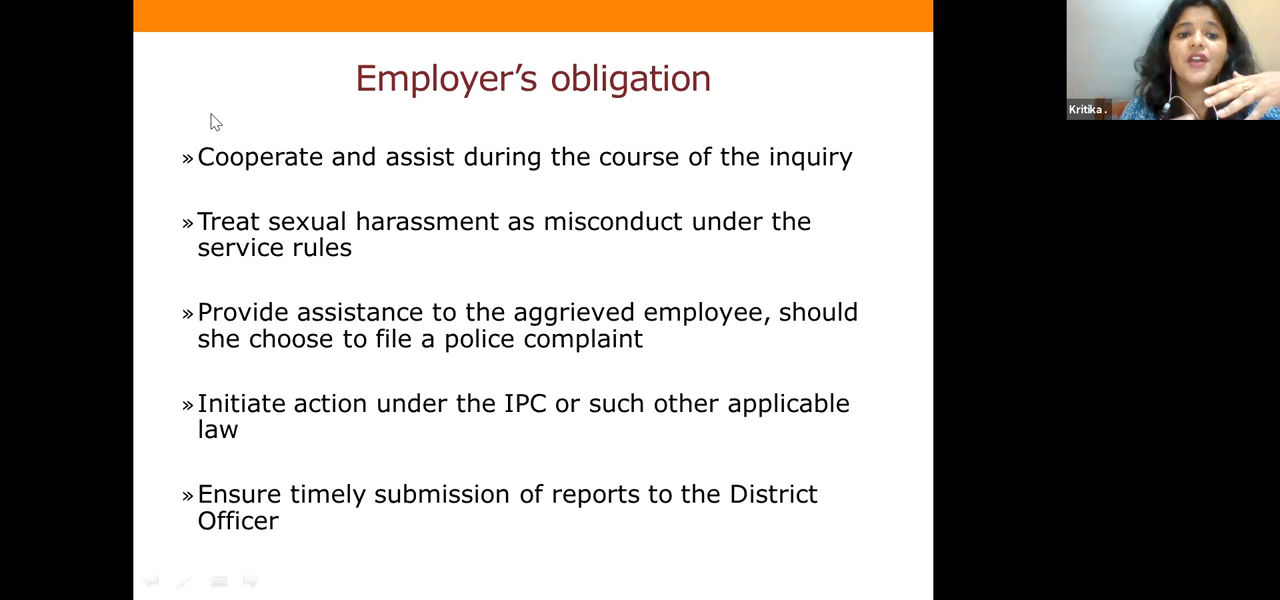 Employer’s obligation
» Cooperate and assist during the course of the inquiry
» Treat sexual harassment as misconduct under the
service rules
» Provide assistance to the aggrieved employee, should
she choose to file a police complaint
» Initiate action under the IPC or such other applicable
law
» Ensure timely submission of reports to the District
Officer
Kritika .